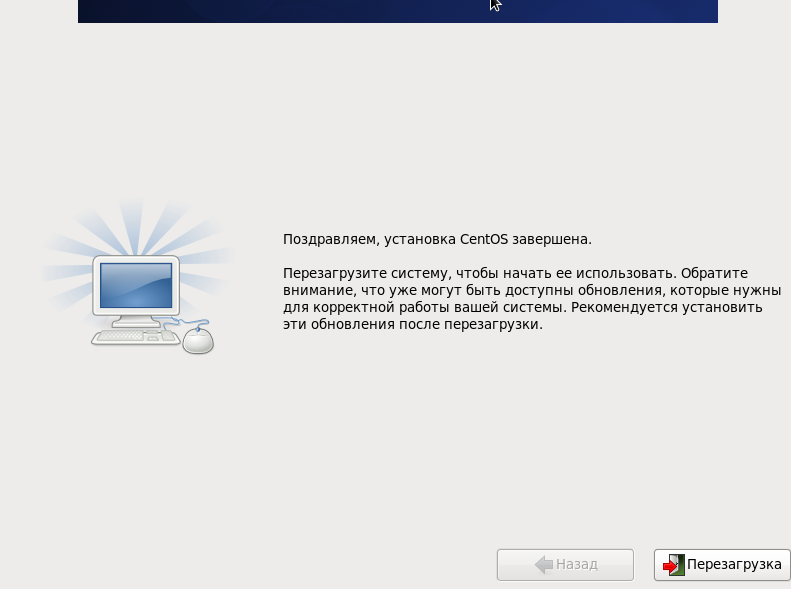 Поздравляем, установка CentOS завершена.
Перезагрузите систему, чтобы начать ее использовать. Обратите
внимание, что уже могут быть доступны обновления, которые нужны
для корректной работы вашей системы. Рекомендуется установить
эти обновления после перезагрузки.
Назад
Перезагрузка